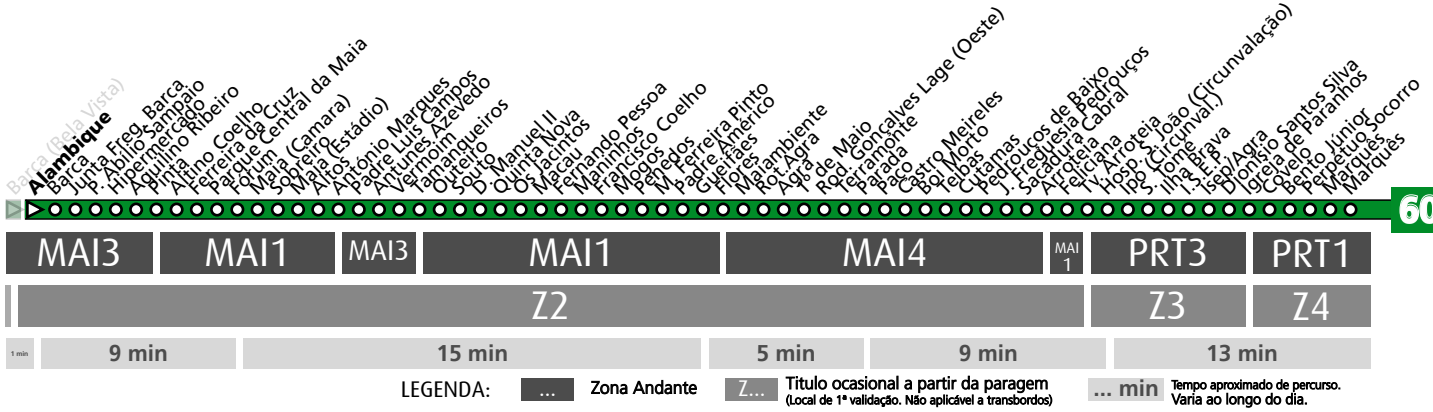 Barca (Bela Vista)
Alambique
Barca
Junta Freg. Barca
P. Abílio Sampaio
Hipermercado
Aquilino Ribeiro
Pinta
Altino Coelho
Ferreira da Cruz
Parque Central da Maia
Forum
Maia (Camara)
Sobreiro
Maia (Estádio)
Altos
António Marques
Padre Luis Campos
Antunes Azevedo
Vermoim
Tamanqueiros
Outeiro
Souto
D. Manuel II
Quinta Nova
Os Jacintos
Macau
Fernando Pessoa
Maninhos
Francisco Coelho
Mogos
Penedos
M. Ferreira Pinto
Padre Américo
Gueirães
Flores
Maiambiente
Rot. Agra
Agra
1º de Maio
Rod. Gonçalves Lage (Oeste)
Terramonte
Parada
Paço
Castro Meireles
Boi Morto
Teibas
Cutamas
Pedrouços de Baixo
J. Freguesia Pedrouços
Sacadura Cabral
Arroteia
Feliciana
Tv. Arroteia
Hosp. S. João (Circunvalação)
Ipo (Circunval.)
S. Tomé
Ilha Brava
I.S.E.P.
Isep/Agra
Dionísio Santos Silva
Igreja de Paranhos
Covelo
Bento Júnior
Perpétuo Socorro
Marquês
Marquês
60
MAI3 MAI1 MAI3 MAI1 MAI4 MAI 1 PRT3 PRT1
Z2 Z3 Z4
1 min 9 min 15 min 5 min 9 min 13 min
LEGENDA: ... Zona Andante Z... Titulo ocasional a partir da paragem ... min Tempo aproximado de percurso.
(Local de 1ª validação. Não aplicável a transbordos) Varia ao longo do dia.